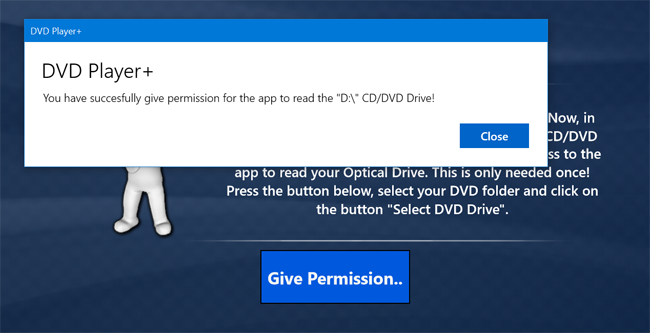 DVD Player+
DVD Player+
You have succesfully give permission for the app to read the "D:\" CD/DVD Drive!
Close
Now, in
CD/DVD
ss to the
app to read your Optical Drive. This is only needed once!
Press the button below, select your DVD folder and click on
the button "Select DVD Drive".
Give Permission..